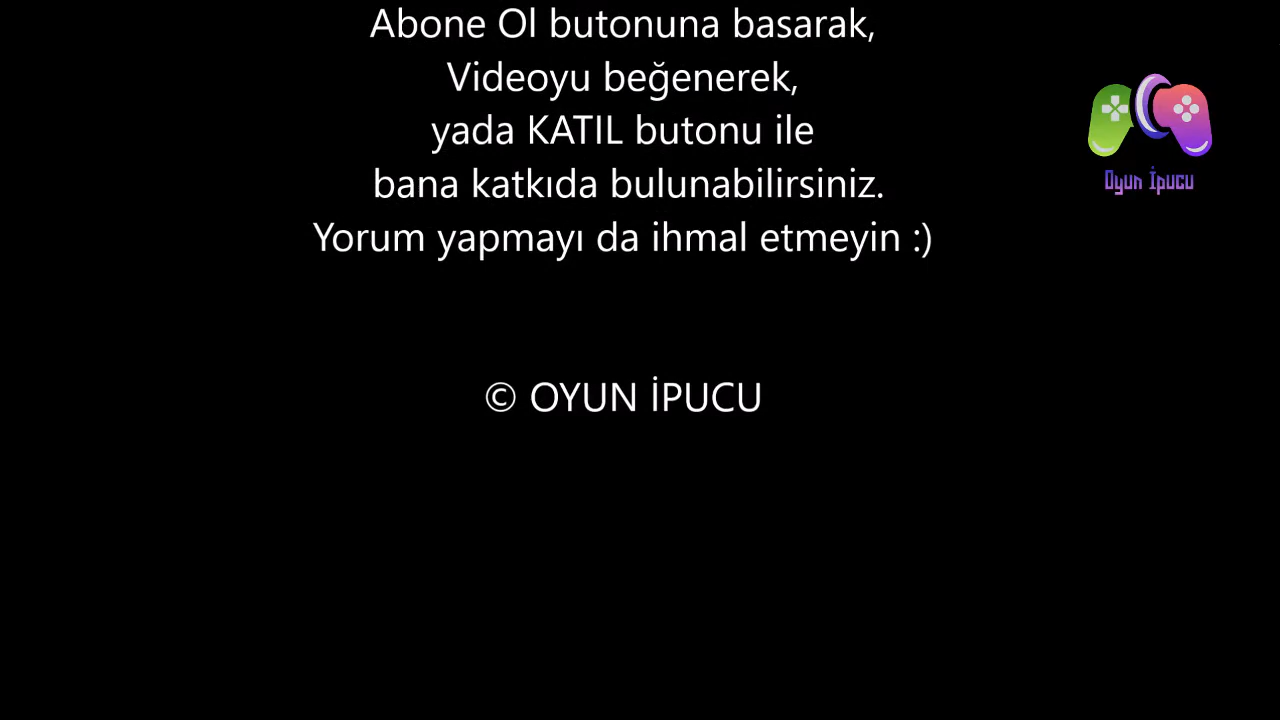 Abone Ol butonuna basarak,
Videoyu beğenerek,
yada KATIL butonu ile
bana katkıda bulunabilirsiniz.
Yorum yapmayı da ihmal etmeyin :)
© OYUN İPUCU
Oyun İpucu